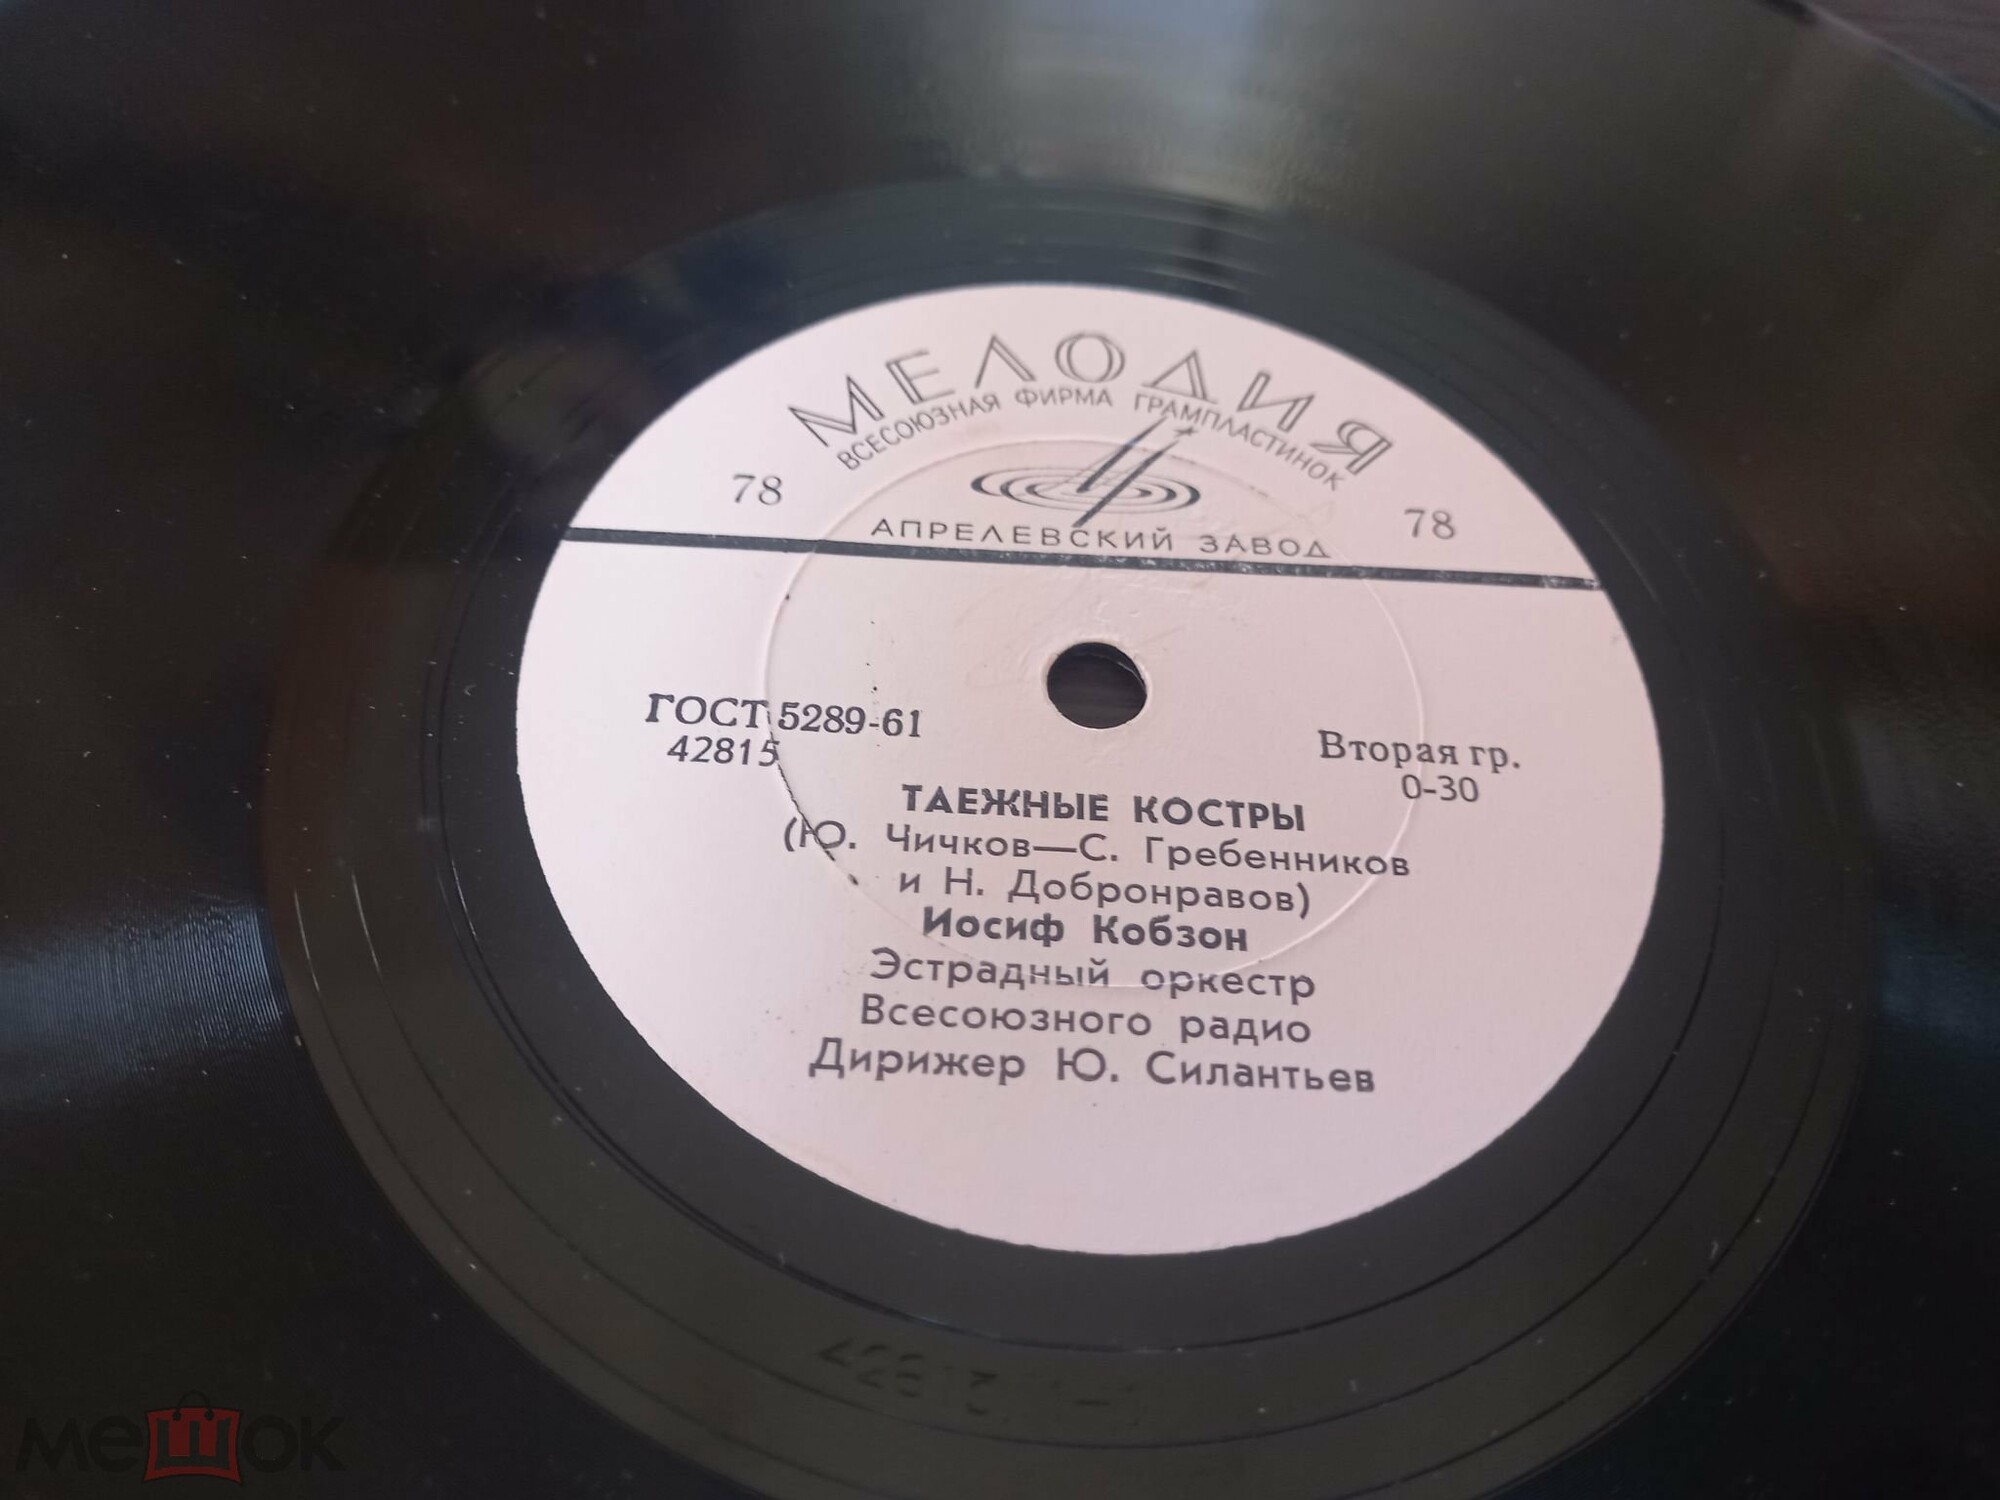 МЕЛОДИЯ
ВСЕСОЮЗНАЯ ФИРМА ГРАМПЛАСТИНОК
78 78
АПРЕЛЕВСКИЙ ЗАВОД
ГОСТ 5289-61
42815
Вторая гр.
0-30
ТАЕЖНЫЕ КОСТРЫ
(Ю. Чичков—С. Гребенников
и Н. Добронравов)
Иосиф Кобзон
Эстрадный оркестр
Всесоюзного радио
Дирижер Ю. Силантьев
мешок